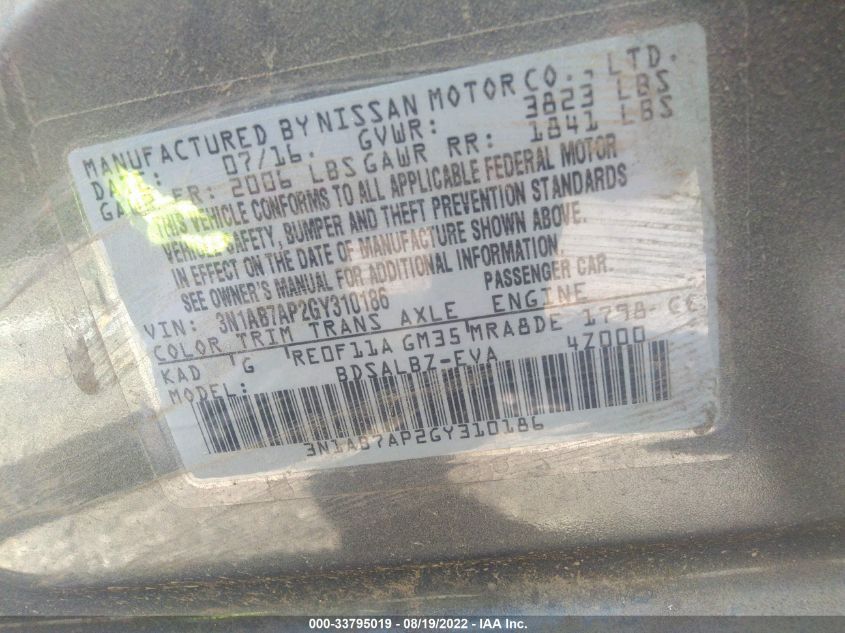 MANUFACTURED BY NISSAN MOTOR CO., LTD.
DATE: 07/16. GVWR: 3823 LBS
GAWR FR: 2006 LBS GAWR RR: 1841 LBS
THIS VEHICLE CONFORMS TO ALL APPLICABLE FEDERAL MOTOR
VEHICLE SAFETY, BUMPER AND THEFT PREVENTION STANDARDS
IN EFFECT ON THE DATE OF MANUFACTURE SHOWN ABOVE.
SEE OWNER'S MANUAL FOR ADDITIONAL INFORMATION.
VIN: 3N1AB7AP2GY310186 PASSENGER CAR.
COLOR TRIM TRANS AXLE ENGINE
KAD G RE0F11A GM35 MRA8DE 1798 CC
MODEL: BDSALBZ-EVA 4Z000
3N1AB7AP2GY310186
000-33795019 - 08/19/2022 - IAA Inc.